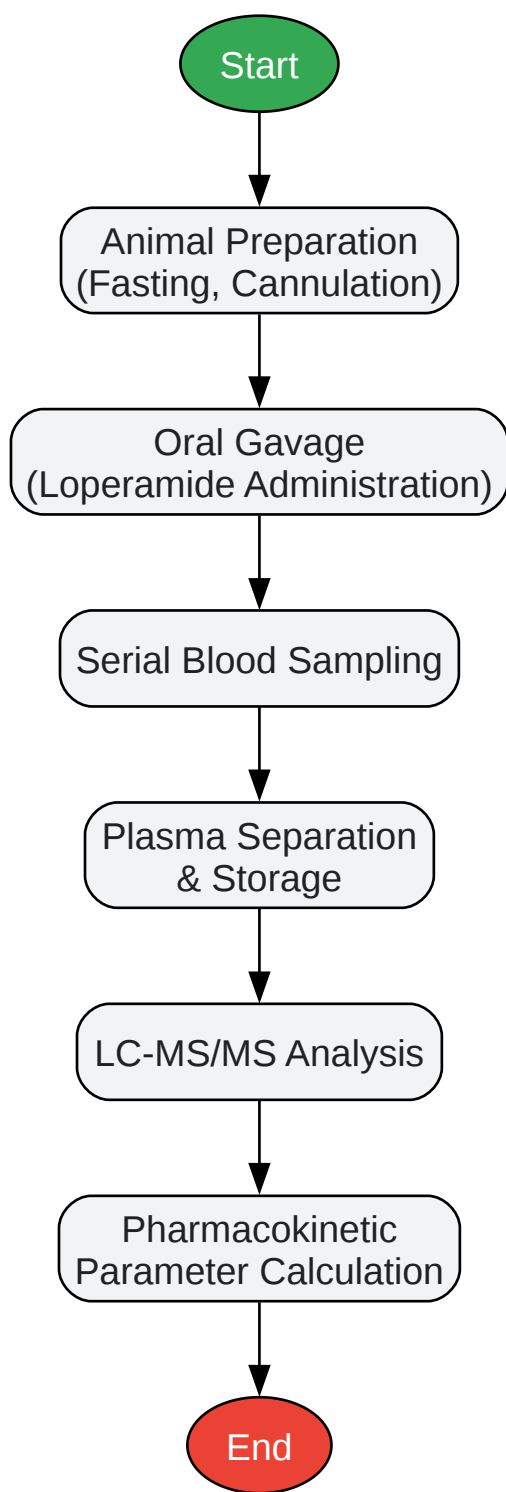 Start
Animal Preparation
(Fasting, Cannulation)
Oral Gavage
(Loperamide Administration)
Serial Blood Sampling
Plasma Separation
& Storage
LC-MS/MS Analysis
Pharmacokinetic
Parameter Calculation
End